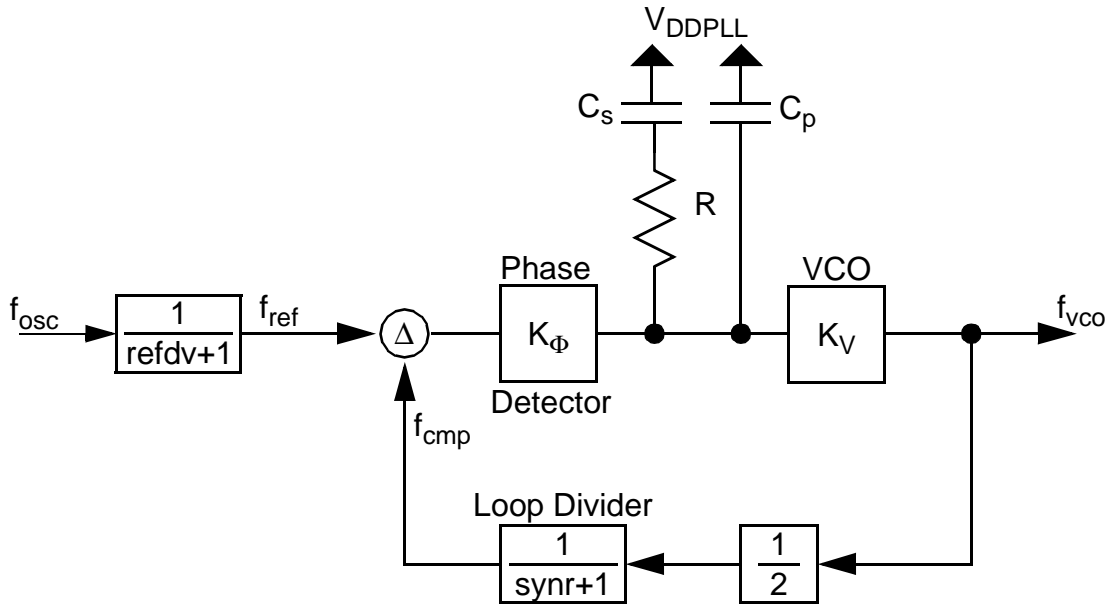 V_DDPLL
C_s
C_p
R
Phase
VCO
f_osc
1
refdv+1
f_ref
Δ
K_Φ
K_V
f_vco
Detector
f_cmp
Loop Divider
1
synr+1
1
2